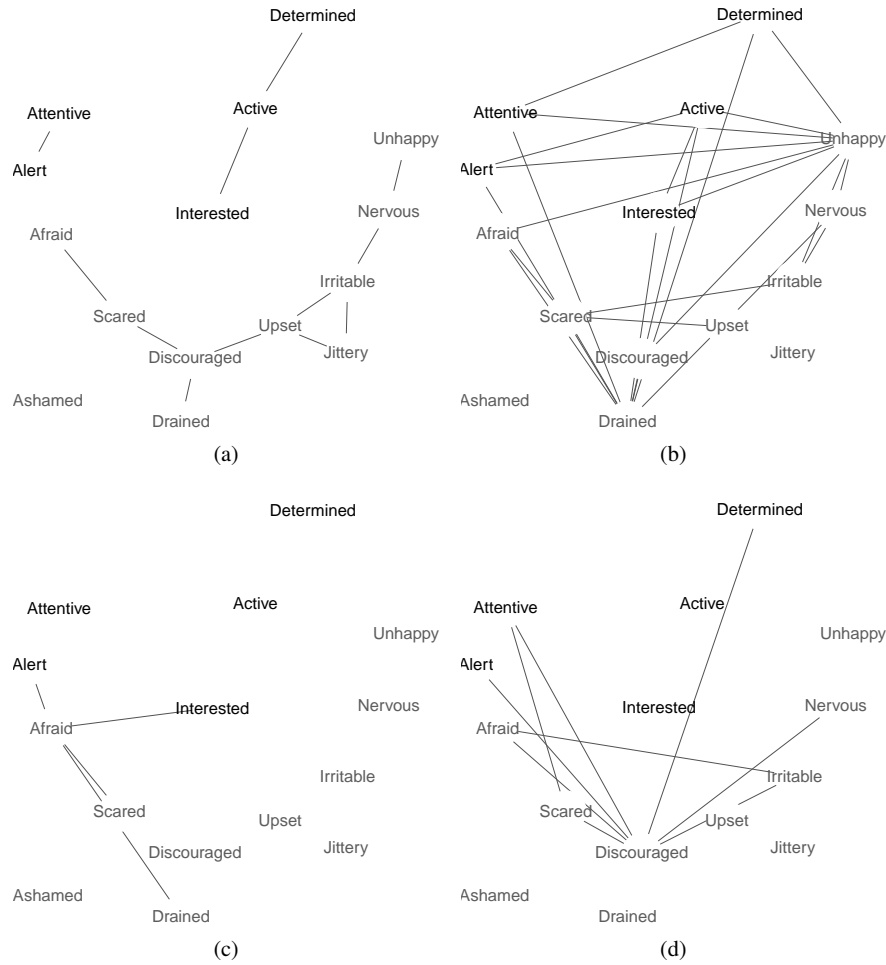 Determined
Attentive
Active
Unhappy
Alert
Interested
Nervous
Afraid
Irritable
Scared
Upset
Jittery
Discouraged
Ashamed
Drained
(a)
Determined
Attentive
Active
Unhappy
Alert
Interested
Nervous
Afraid
Irritable
Scared
Upset
Jittery
Discouraged
Ashamed
Drained
(b)
Determined
Attentive
Active
Unhappy
Alert
Interested
Nervous
Afraid
Irritable
Scared
Upset
Jittery
Discouraged
Ashamed
Drained
(c)
Determined
Attentive
Active
Unhappy
Alert
Interested
Nervous
Afraid
Irritable
Scared
Upset
Jittery
Discouraged
Ashamed
Drained
(d)